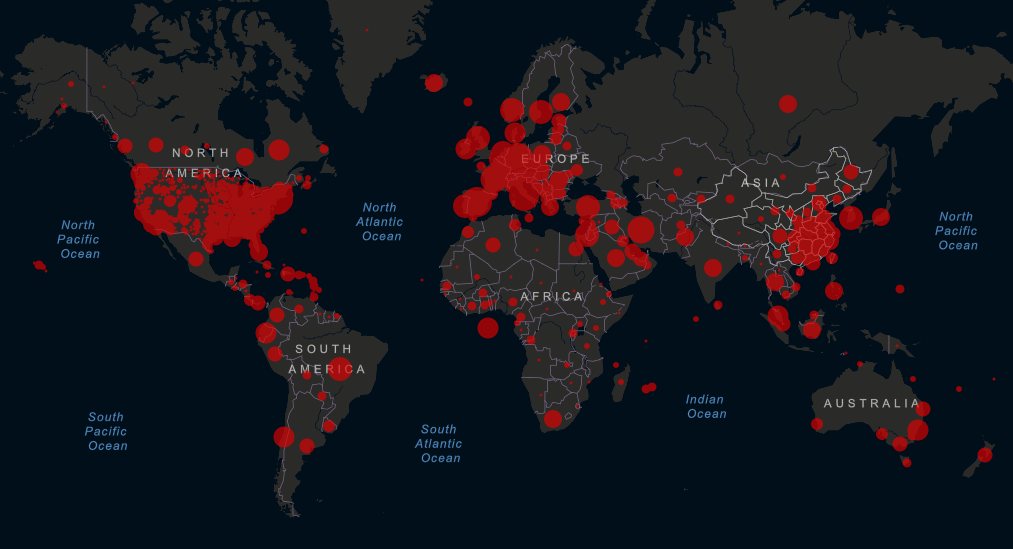 NORTH
AMERICA
EUROPE
ASIA
North
Pacific
Ocean
North
Atlantic
Ocean
North
Pacific
Ocean
AFRICA
SOUTH
AMERICA
Indian
Ocean
AUSTRALIA
South
Pacific
Ocean
South
Atlantic
Ocean